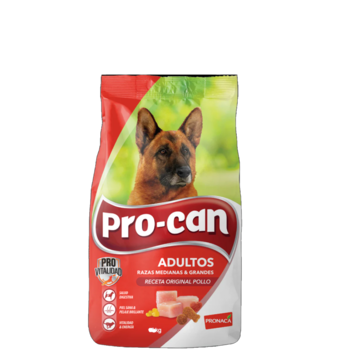 Pro-can
ADULTOS
RAZAS MEDIANAS & GRANDES
RECETA ORIGINAL POLLO
PRO
VITALIDAD
PRONACA